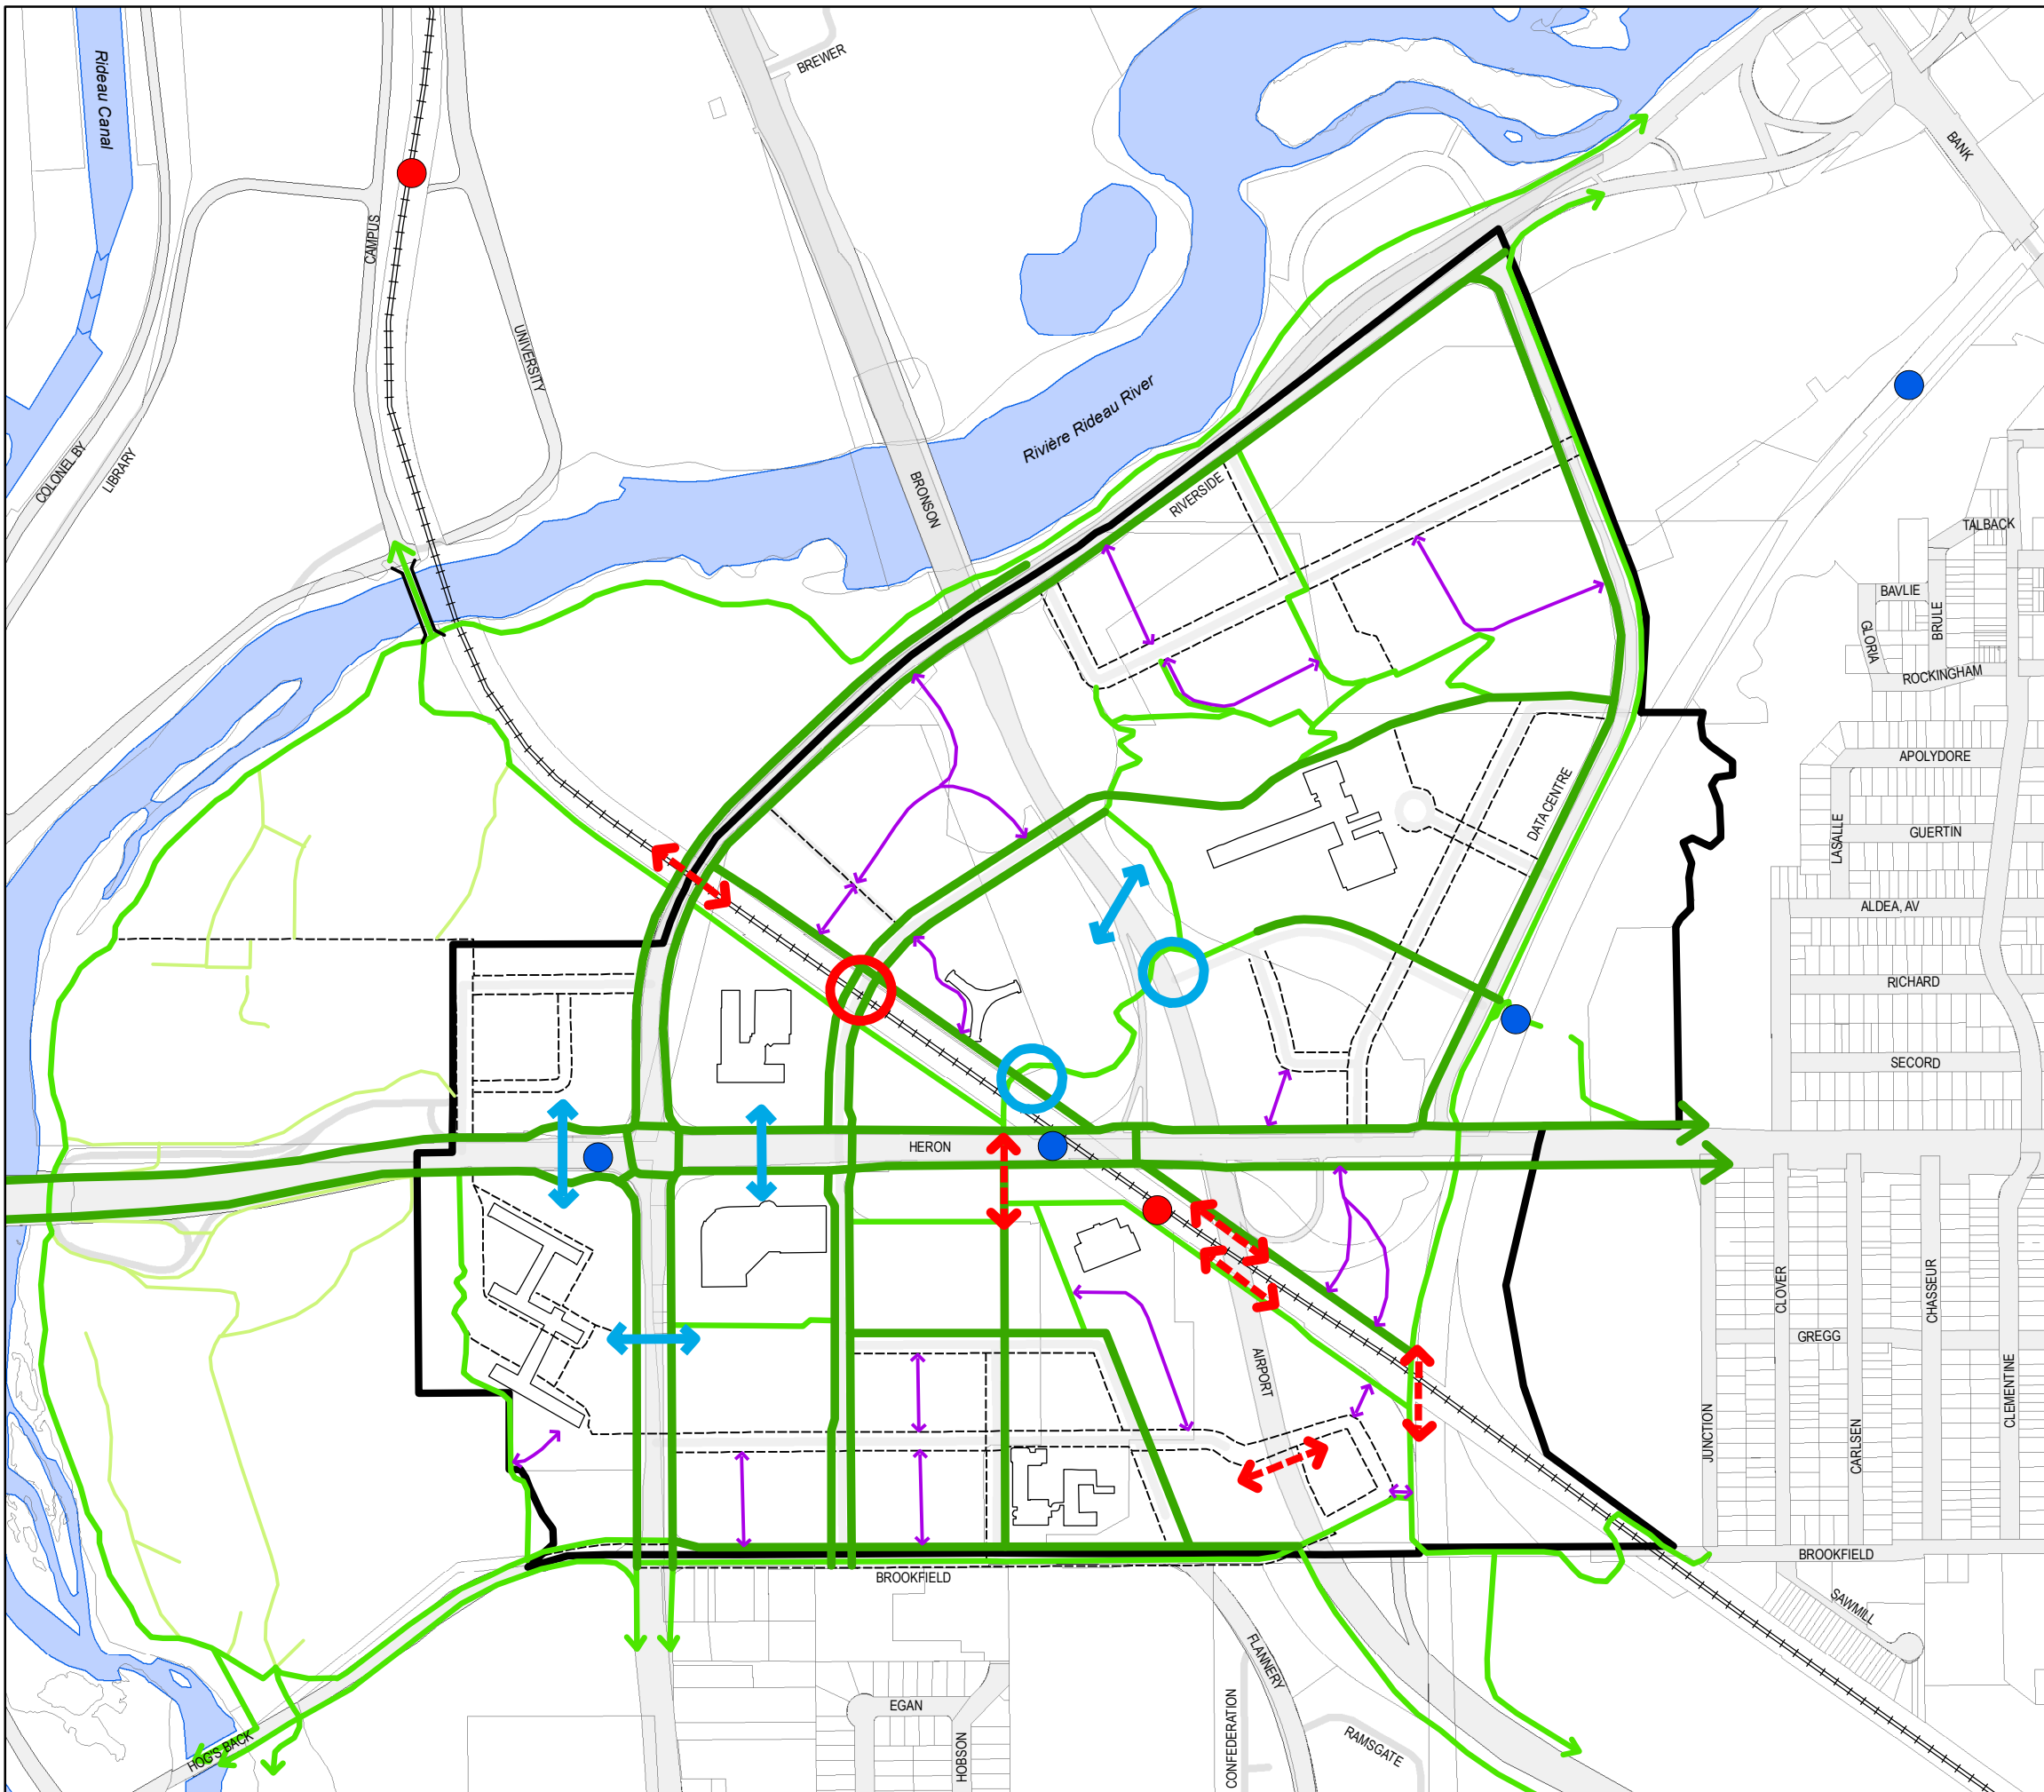 Rideau Canal
BREWER
BANK
CAMPUS
UNIVERSITY
Rivière Rideau River
COLONEL BY
LIBRARY
BRONSON
RIVERSIDE
TALBACK
BAVLIE
BRULE
GLORIA
ROCKINGHAM
APOLYDORE
DATA CENTRE
LASALLE
GUERTIN
ALDEA, AV
RICHARD
SECORD
HERON
JUNCTION
CLOVER
CARLSEN
CHASSEUR
CLEMENTINE
GREGG
AIRPORT
BROOKFIELD
BROOKFIELD
SAWMILL
FLANNERY
CONFEDERATION
RAMSGATE
EGAN
HOBSON
HOG'S BACK